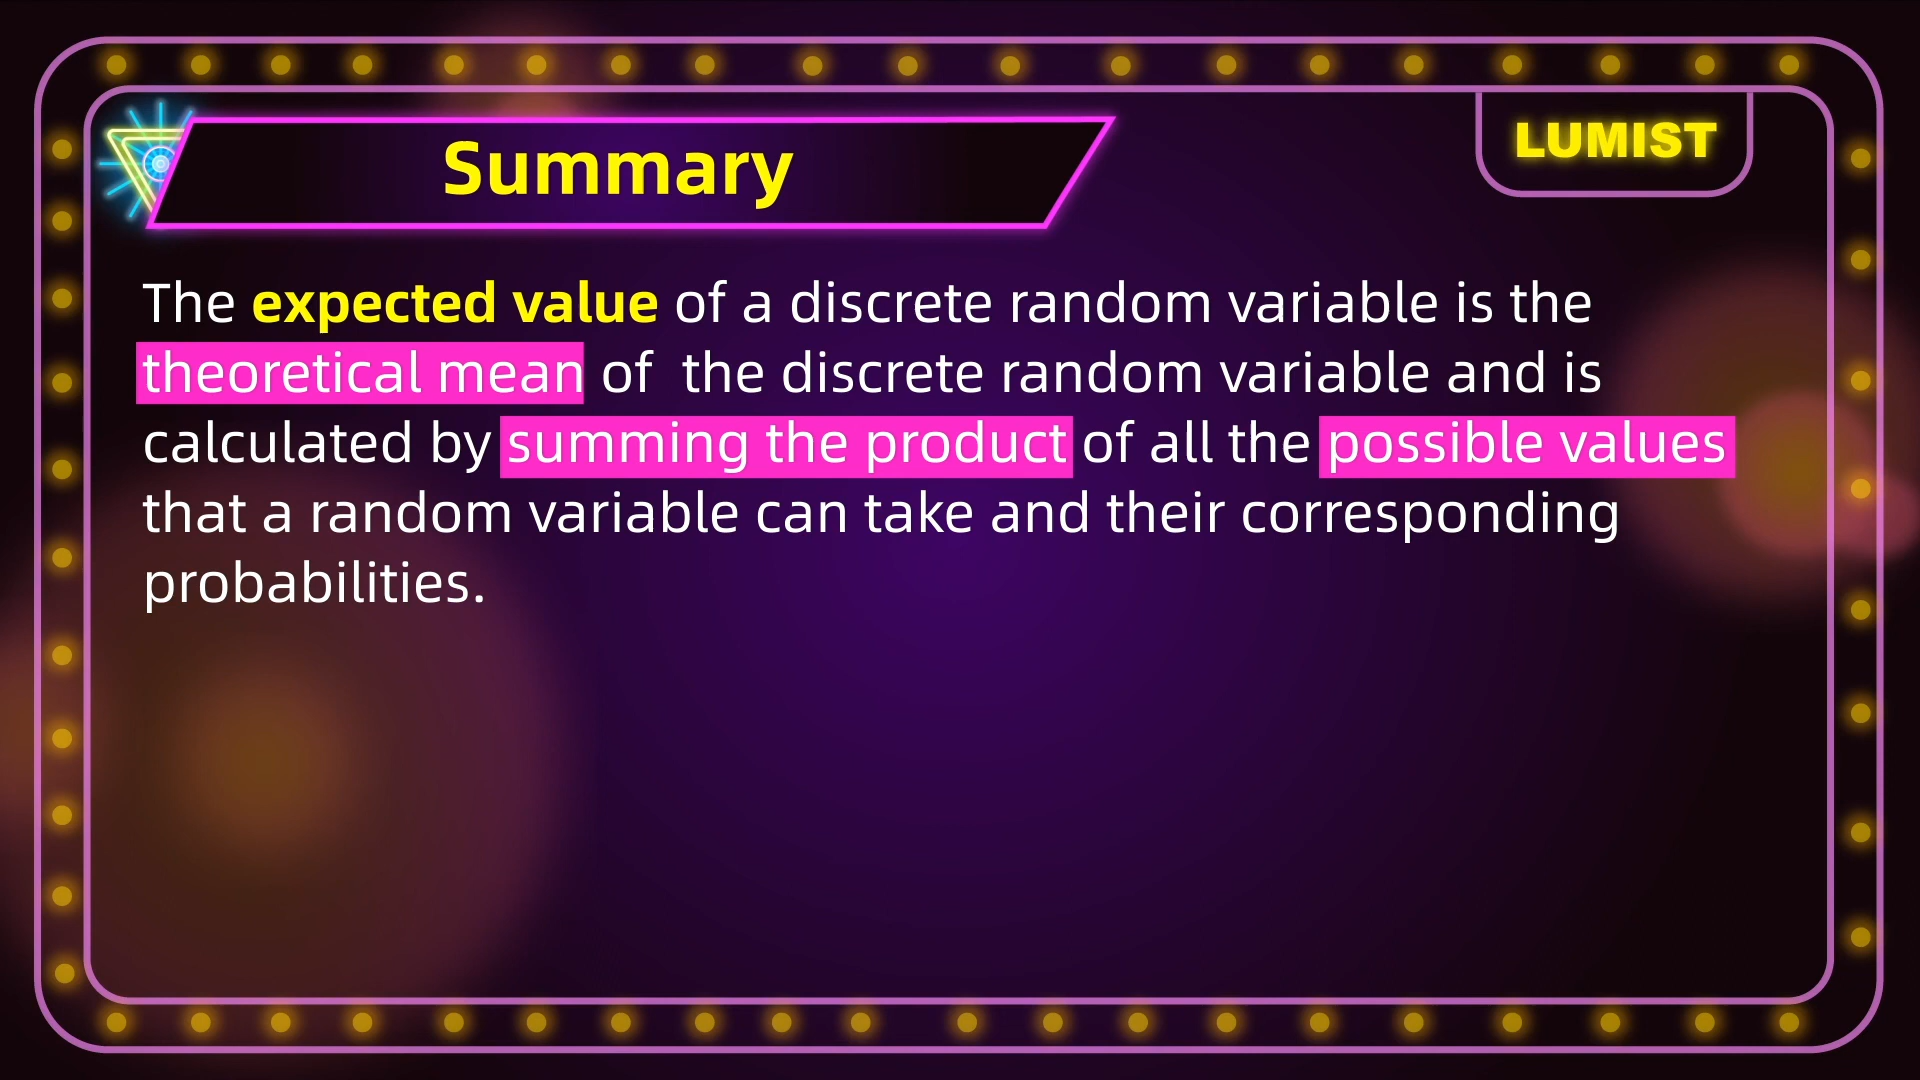 Summary
LUMIST
The expected value of a discrete random variable is the
theoretical mean of the discrete random variable and is
calculated by summing the product of all the possible values
that a random variable can take and their corresponding
probabilities.